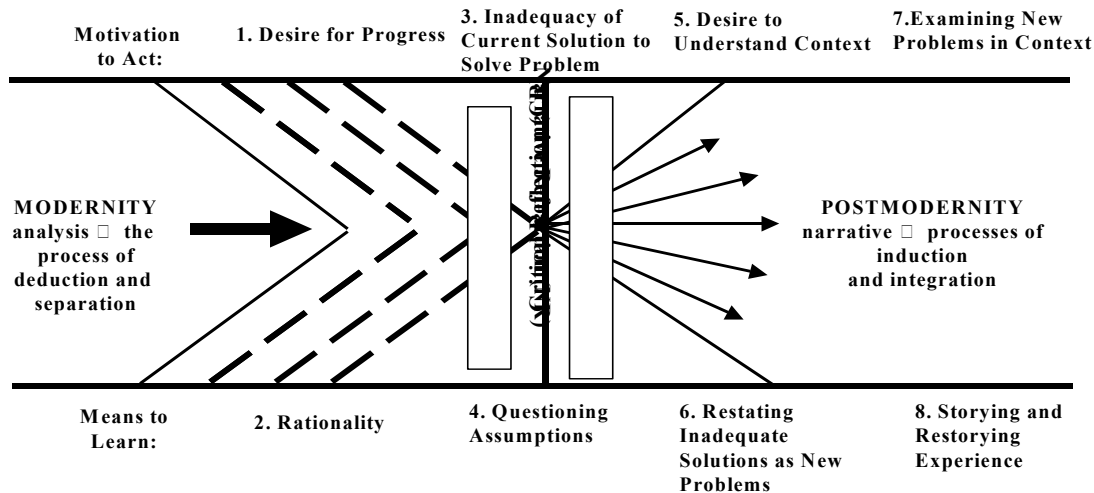 Motivation
to Act:
1. Desire for Progress
3. Inadequacy of
Current Solution to
Solve Problem
5. Desire to
Understand Context
7.Examining New
Problems in Context
MODERNITY
analysis □ the
process of
deduction and
separation
POSTMODERNITY
narrative □ processes of
induction
and integration
Means to
Learn:
2. Rationality
4. Questioning
Assumptions
6. Restating
Inadequate
Solutions as New
Problems
8. Storying and
Restorying
Experience